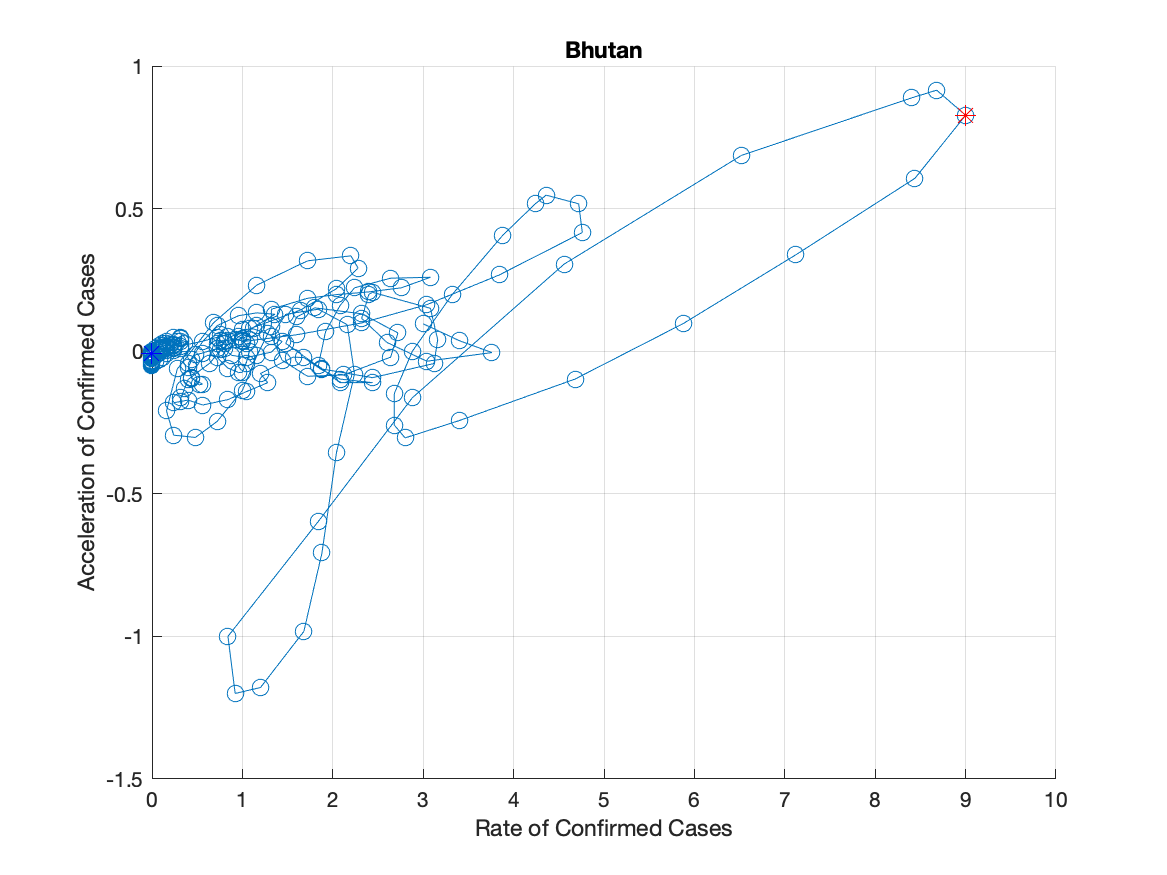 Bhutan
1
0.5
0
-0.5
-1
-1.5
Acceleration of Confirmed Cases
0 1 2 3 4 5 6 7 8 9 10
Rate of Confirmed Cases